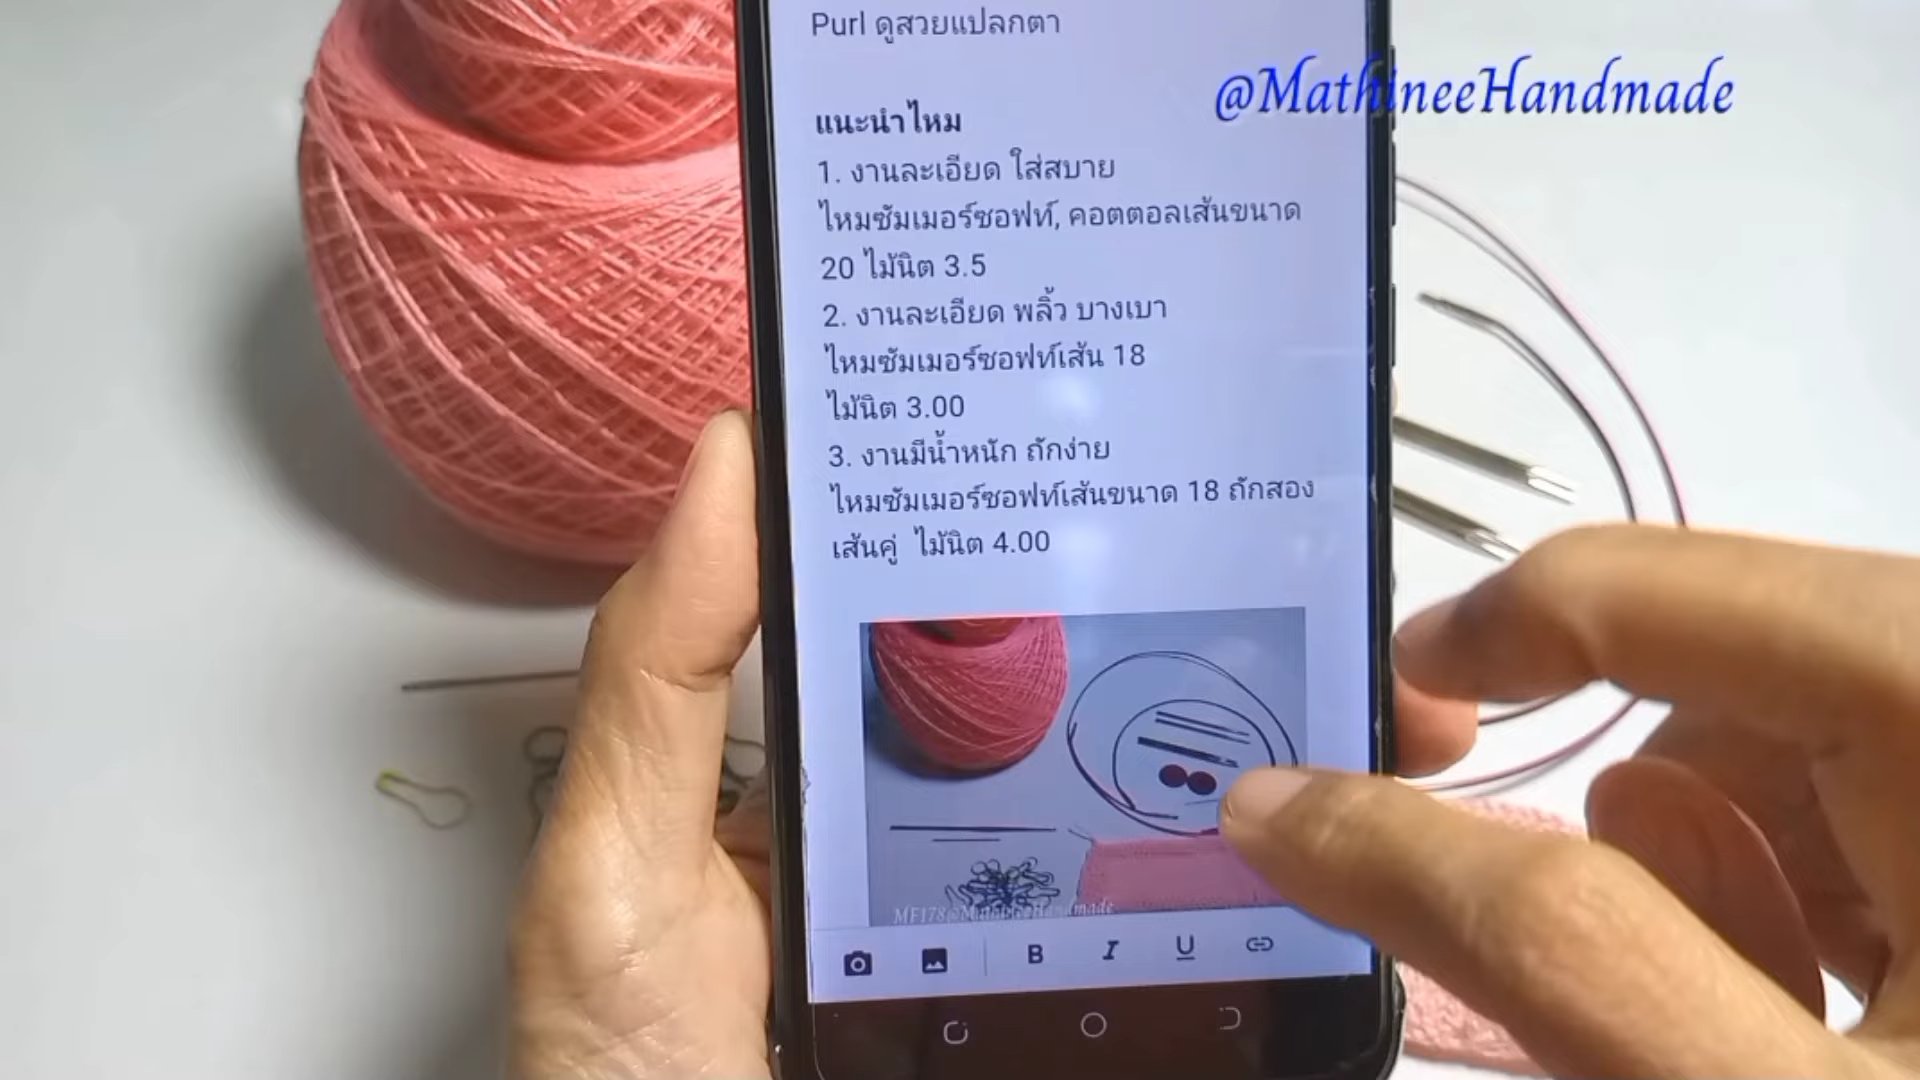 Purl ดูสวยแปลกตา
@MathineeHandmade
แนะนำไหม
1. งานละเอียด ใส่สบาย
ไหมซัมเมอร์ซอฟท์, คอตตอลเส้นขนาด
20 ไม้นิต 3.5
2. งานละเอียด พลิ้ว บางเบา
ไหมซัมเมอร์ซอฟท์เส้น 18
ไม้นิต 3.00
3. งานมีน้ำหนัก ถักง่าย
ไหมซัมเมอร์ซอฟท์เส้นขนาด 18 ถักสอง
เส้นคู่ ไม้นิต 4.00
MF178@MathineeHandmade
B I U